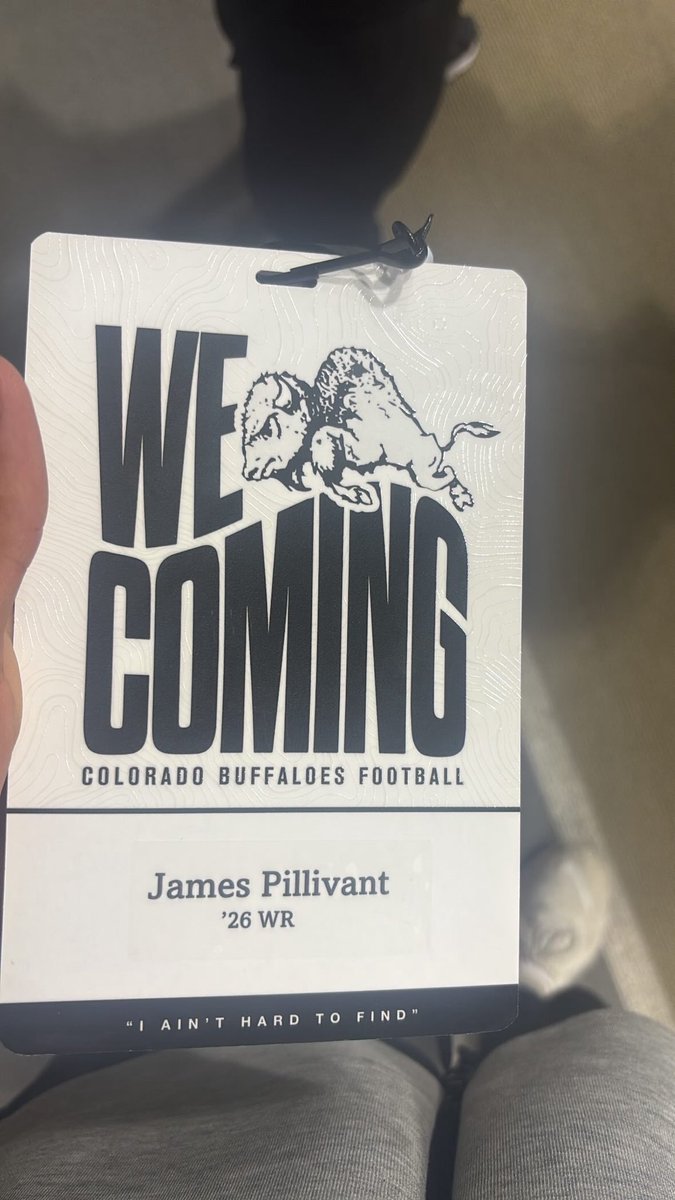 WE
COMING
COLORADO BUFFALOES FOOTBALL
James Pillivant
’26 WR
“I AIN’T HARD TO FIND”